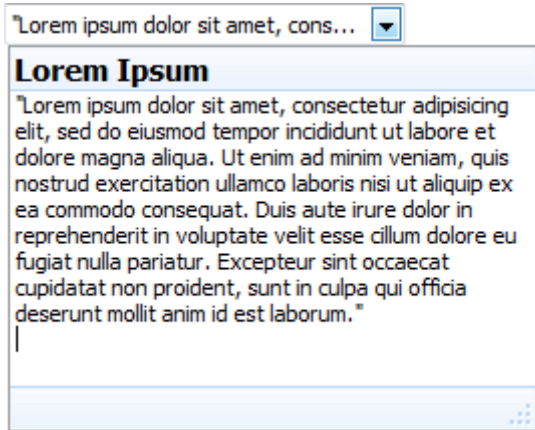 "Lorem ipsum dolor sit amet, cons...
Lorem Ipsum
"Lorem ipsum dolor sit amet, consectetur adipisicing
elit, sed do eiusmod tempor incididunt ut labore et
dolore magna aliqua. Ut enim ad minim veniam, quis
nostrud exercitation ullamco laboris nisi ut aliquip ex
ea commodo consequat. Duis aute irure dolor in
reprehenderit in voluptate velit esse cillum dolore eu
fugiat nulla pariatur. Excepteur sint occaecat
cupidatat non proident, sunt in culpa qui officia
deserunt mollit anim id est laborum."